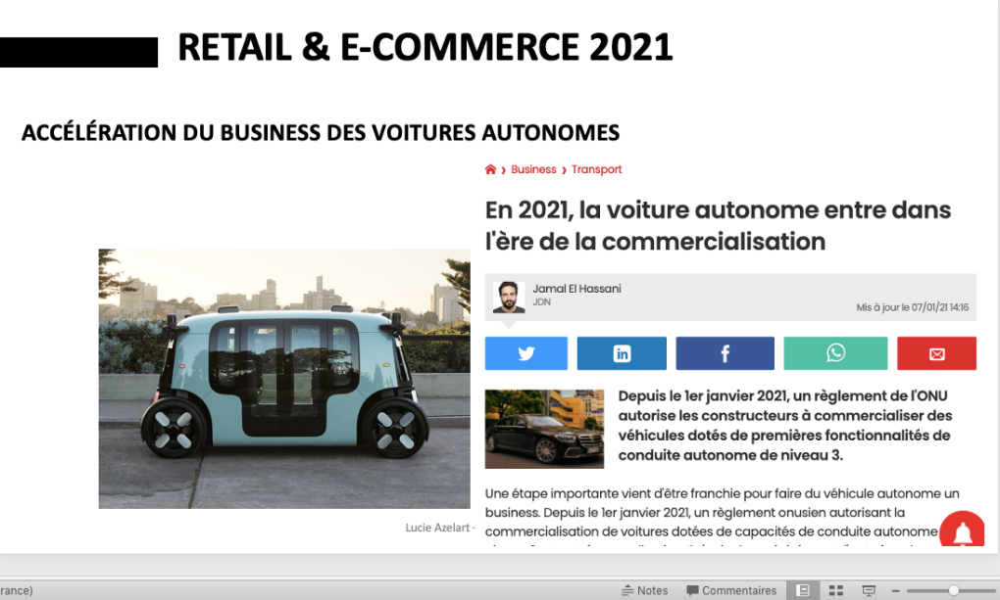 RETAIL & E-COMMERCE 2021
ACCÉLÉRATION DU BUSINESS DES VOITURES AUTONOMES
Business › Transport
En 2021, la voiture autonome entre dans
l'ère de la commercialisation
Jamal El Hassani
JDN
Mis à jour le 07/01/21 14:16
Depuis le 1er janvier 2021, un règlement de l'ONU
autorise les constructeurs à commercialiser des
véhicules dotés de premières fonctionnalités de
conduite autonome de niveau 3.
Une étape importante vient d'être franchie pour faire du véhicule autonome un
business. Depuis le 1er janvier 2021, un règlement onusien autorisant la
commercialisation de voitures dotées de capacités de conduite autonome
Lucie Azelart -
rance)
Notes
Commentaires